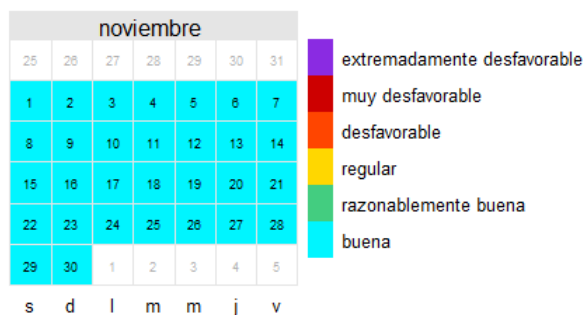 noviembre
25 26 27 28 29 30 31
1 2 3 4 5 6 7
8 9 10 11 12 13 14
15 16 17 18 19 20 21
22 23 24 25 26 27 28
29 30 1 2 3 4 5
s d l m m j v
extremadamente desfavorable
muy desfavorable
desfavorable
regular
razonablemente buena
buena